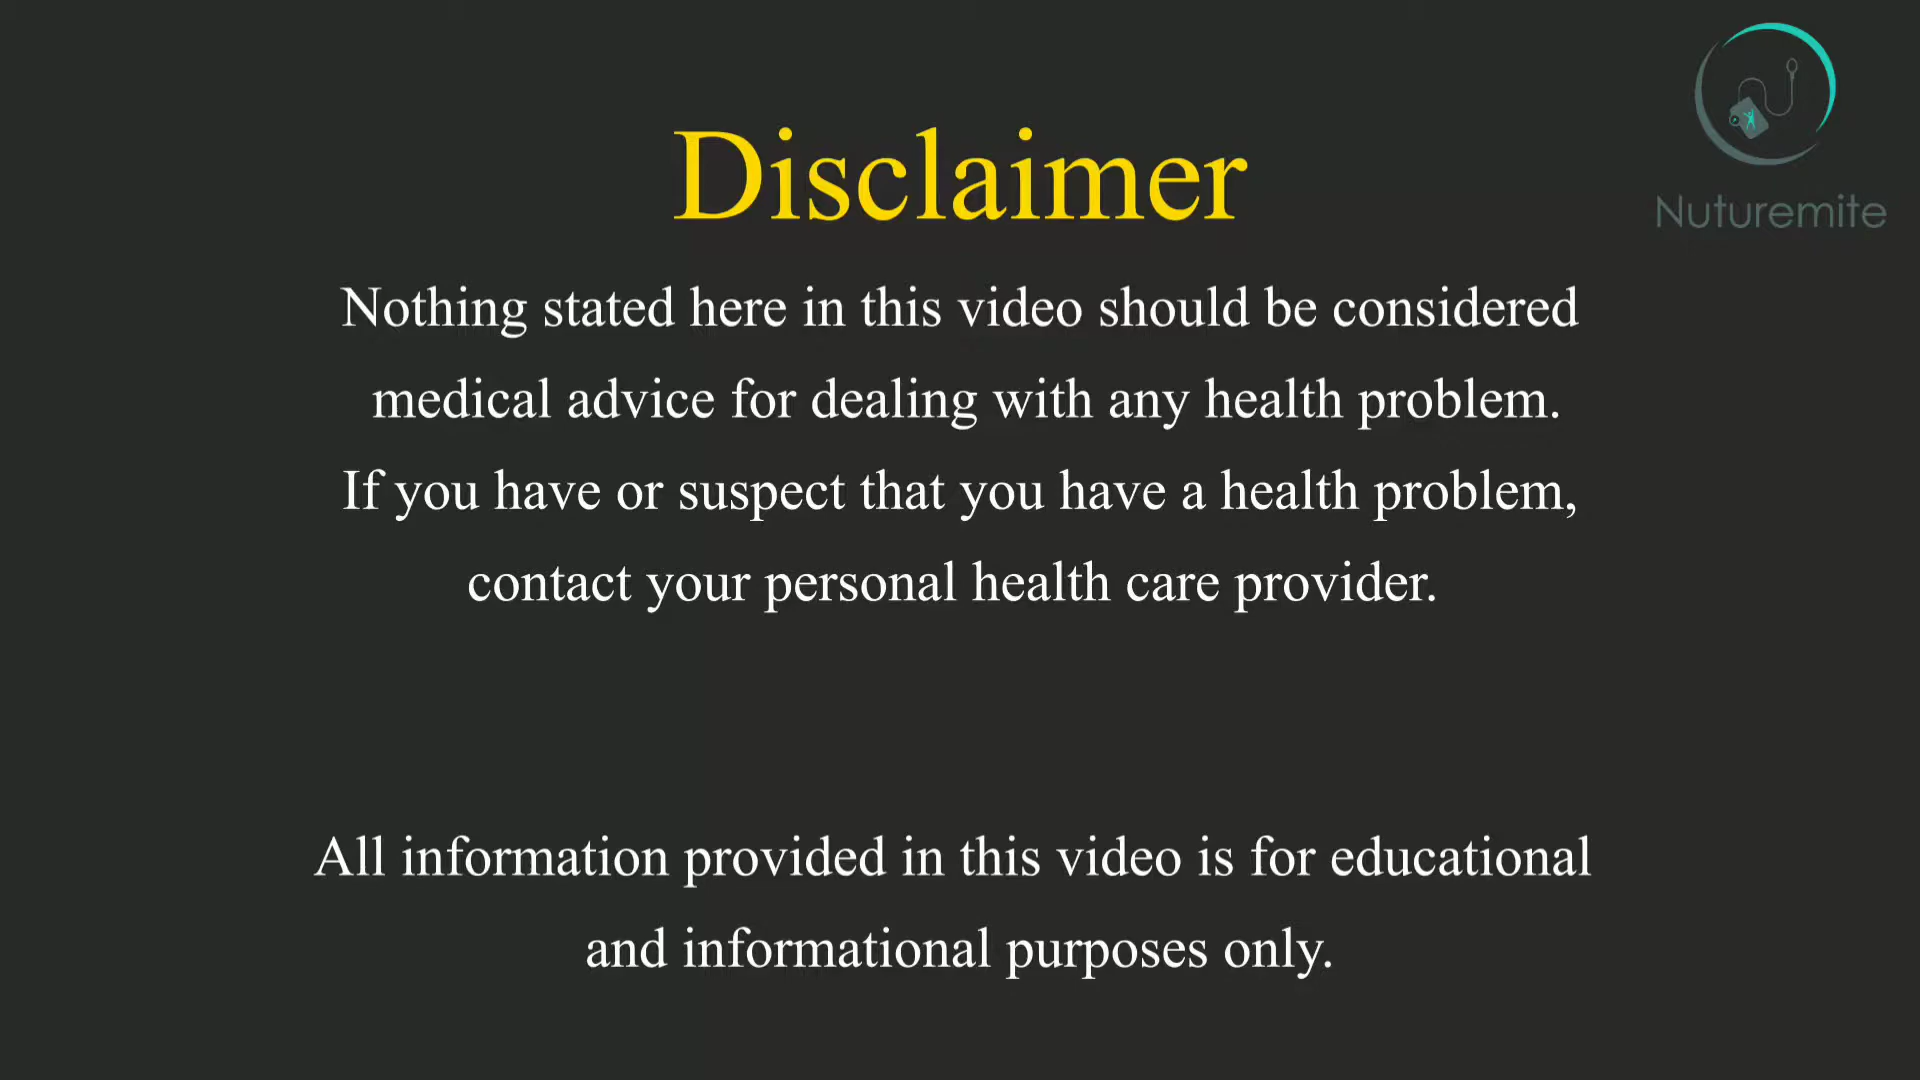 Nuturemite
Disclaimer
Nothing stated here in this video should be considered
medical advice for dealing with any health problem.
If you have or suspect that you have a health problem,
contact your personal health care provider.
All information provided in this video is for educational
and informational purposes only.